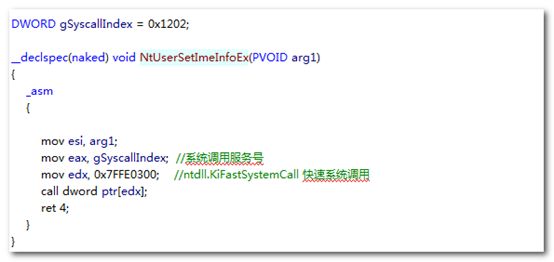 DWORD gSyscallIndex = 0x1202;
__declspec(naked) void NtUserSetImeInfoEx(PVOID arg1)
{
_asm
{
mov esi, arg1;
mov eax, gSyscallIndex; //系统调用服务号
mov edx, 0x7FFE0300; //ntdll.KiFastSystemCall 快速系统调用
call dword ptr[edx];
ret 4;
}
}